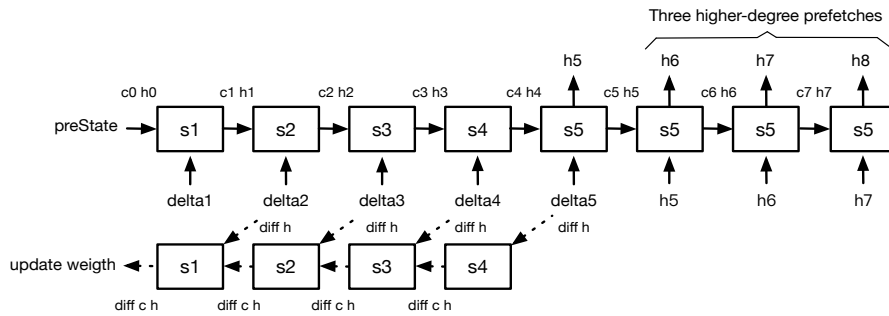 Three higher-degree prefetches
h5 h6 h7 h8
c0 h0 c1 h1 c2 h2 c3 h3 c4 h4 c5 h5 c6 h6 c7 h7
preState s1 s2 s3 s4 s5 s5 s5 s5
delta1 delta2 delta3 delta4 delta5 h5 h6 h7
diff h diff h diff h diff h
update weigth s1 s2 s3 s4
diff c h diff c h diff c h diff c h